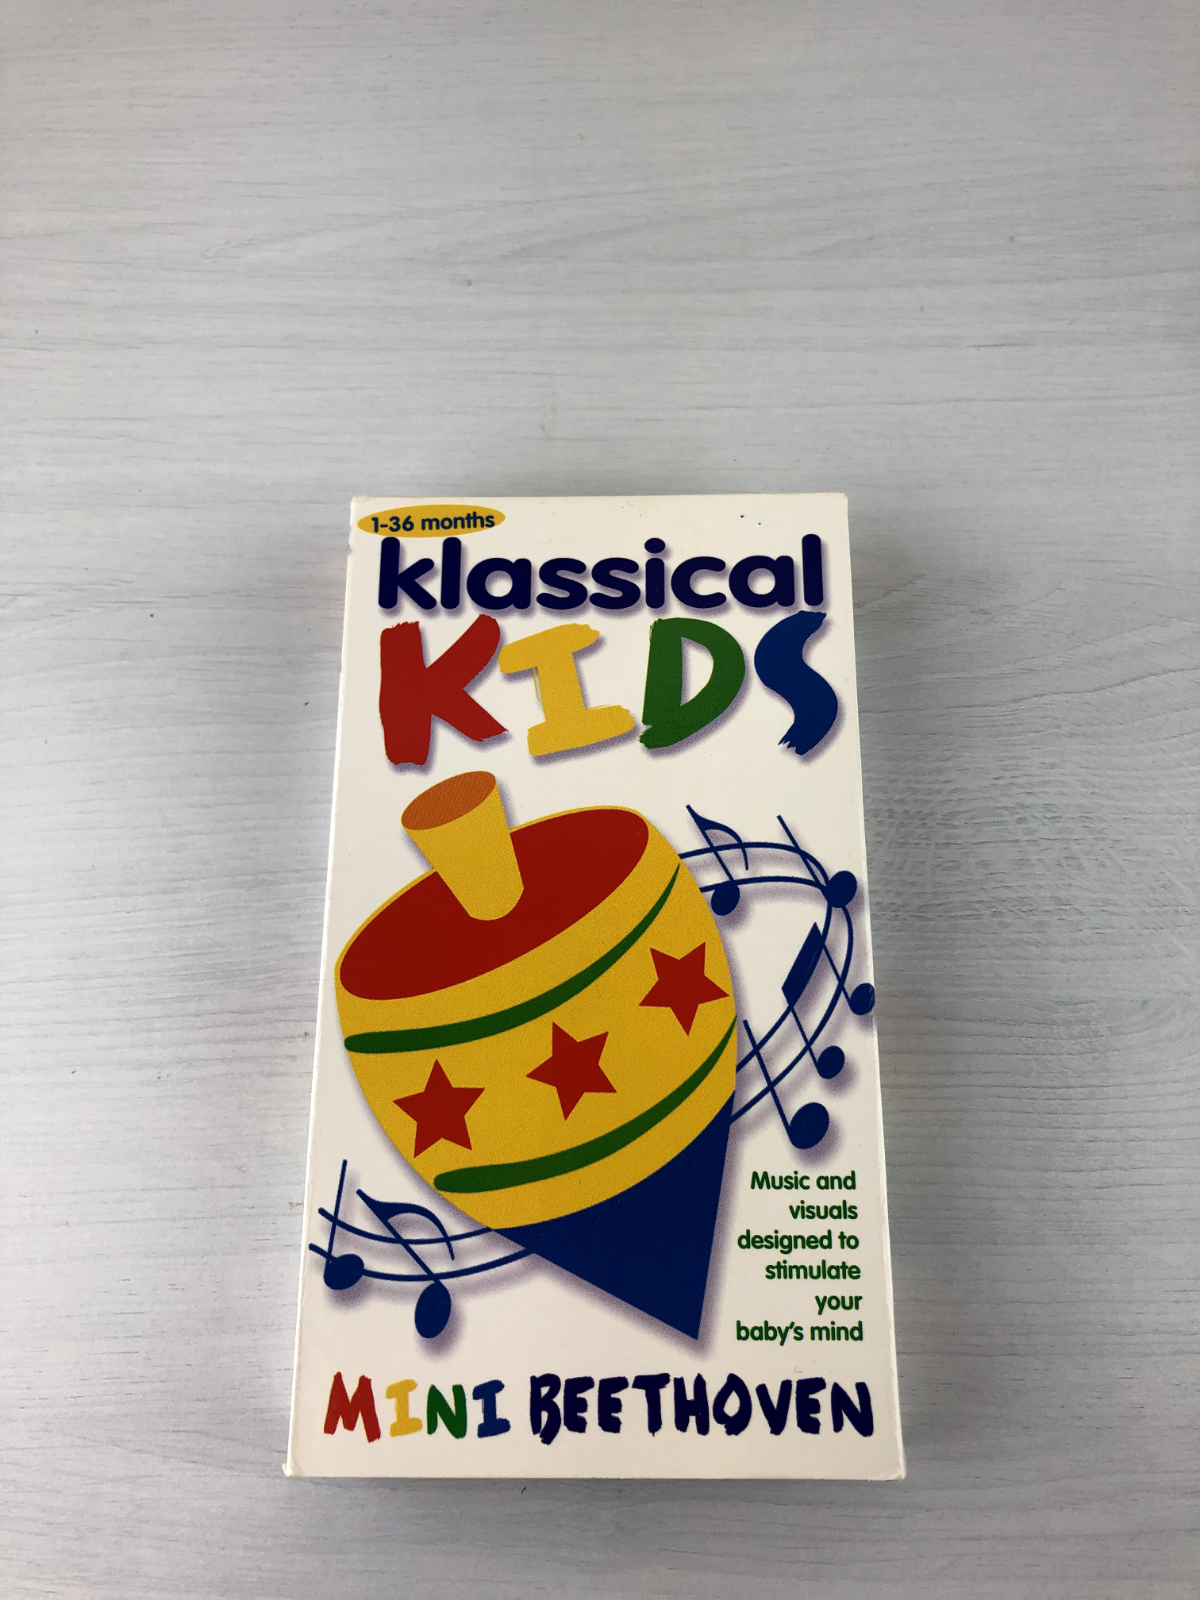 1-36 months
klassical
KIDS
Music and
visuals
designed to
stimulate
your
baby's mind
MINI BEETHOVEN